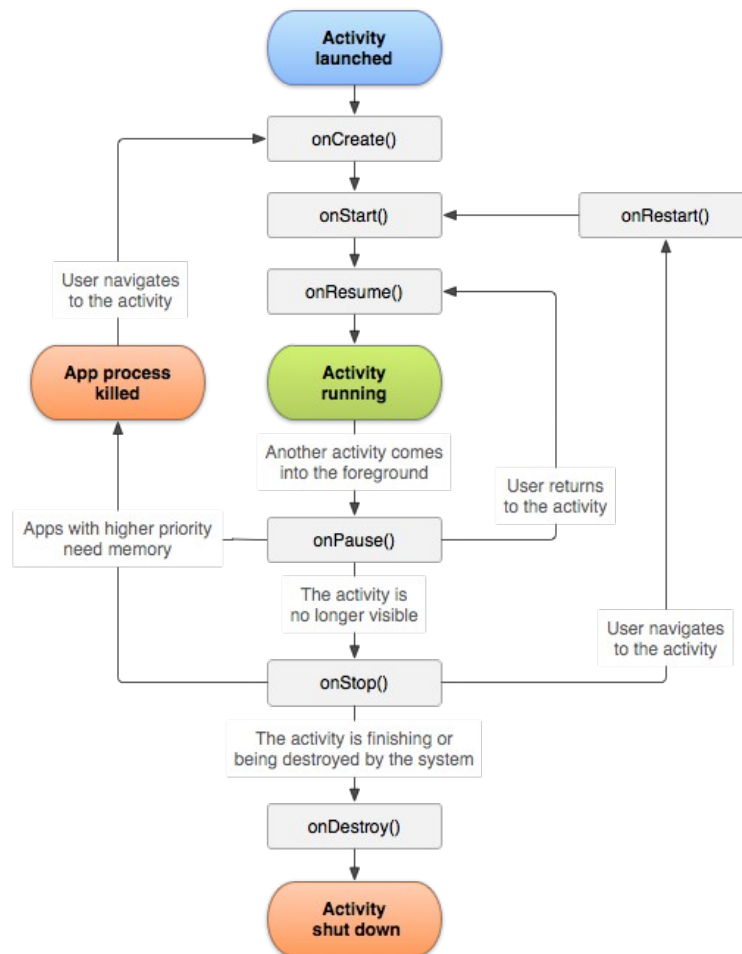 Activity
launched
onCreate()
onStart()
onRestart()
User navigates
to the activity
onResume()
App process
killed
Activity
running
Another activity comes
into the foreground
User returns
to the activity
Apps with higher priority
need memory
onPause()
The activity is
no longer visible
User navigates
to the activity
onStop()
The activity is finishing or
being destroyed by the system
onDestroy()
Activity
shut down